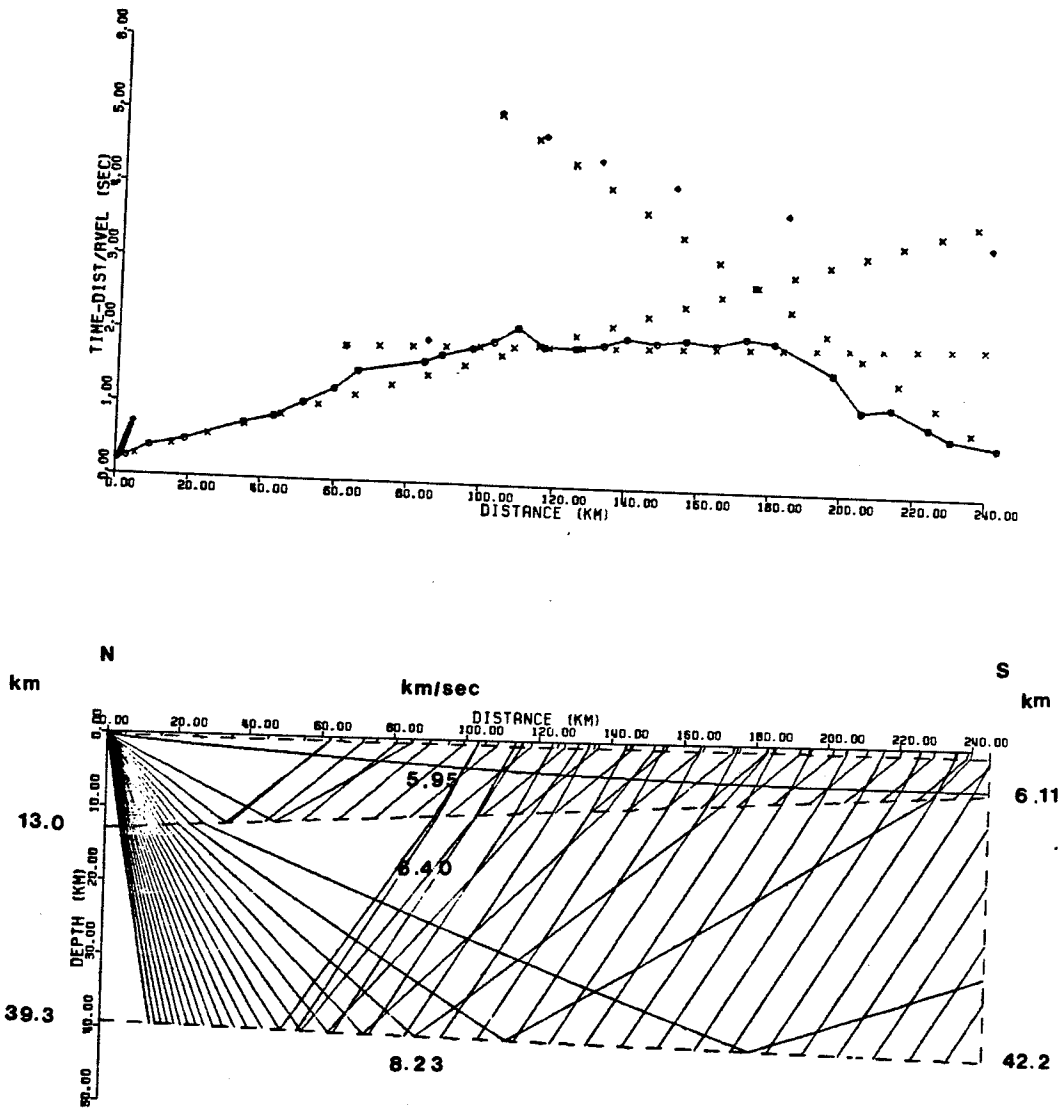 6.00
5.00
4.00
3.00
2.00
1.00
0.00
TIME-DIST/RVEL (SEC)
0.00 20.00 40.00 60.00 80.00 100.00 120.00 140.00 160.00 180.00 200.00 220.00 240.00
DISTANCE (KM)
N
S
km
km/sec
km
DISTANCE (KM)
0.00 20.00 40.00 60.00 80.00 100.00 120.00 140.00 160.00 180.00 200.00 220.00 240.00
0.00
10.00
20.00
30.00
40.00
50.00
DEPTH (KM)
5.95
6.11
13.0
6.40
39.3
8.23
42.2